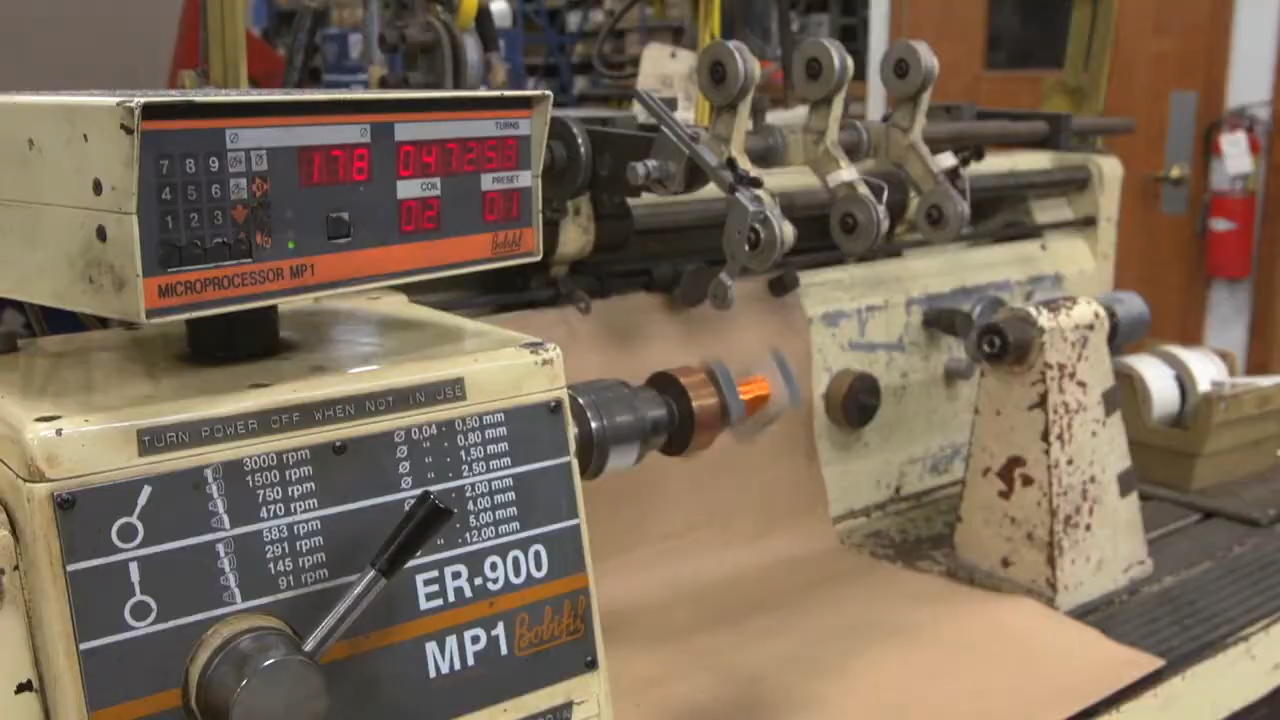 TURNS
7 8 9
1.78 047258
4 5 6
COIL PRESET
02 01
1 2 3
Bobifil
MICROPROCESSOR MP1
TURN POWER OFF WHEN NOT IN USE
3000 rpm ø 0,04 - 0,50 mm
1500 rpm ø " 0,80 mm
750 rpm ø " 1,50 mm
470 rpm ø " 2,50 mm
583 rpm 2,00 mm
291 rpm 4,00 mm
145 rpm " 5,00 mm
91 rpm 12,00 mm
ER-900
MP1 Bobifil